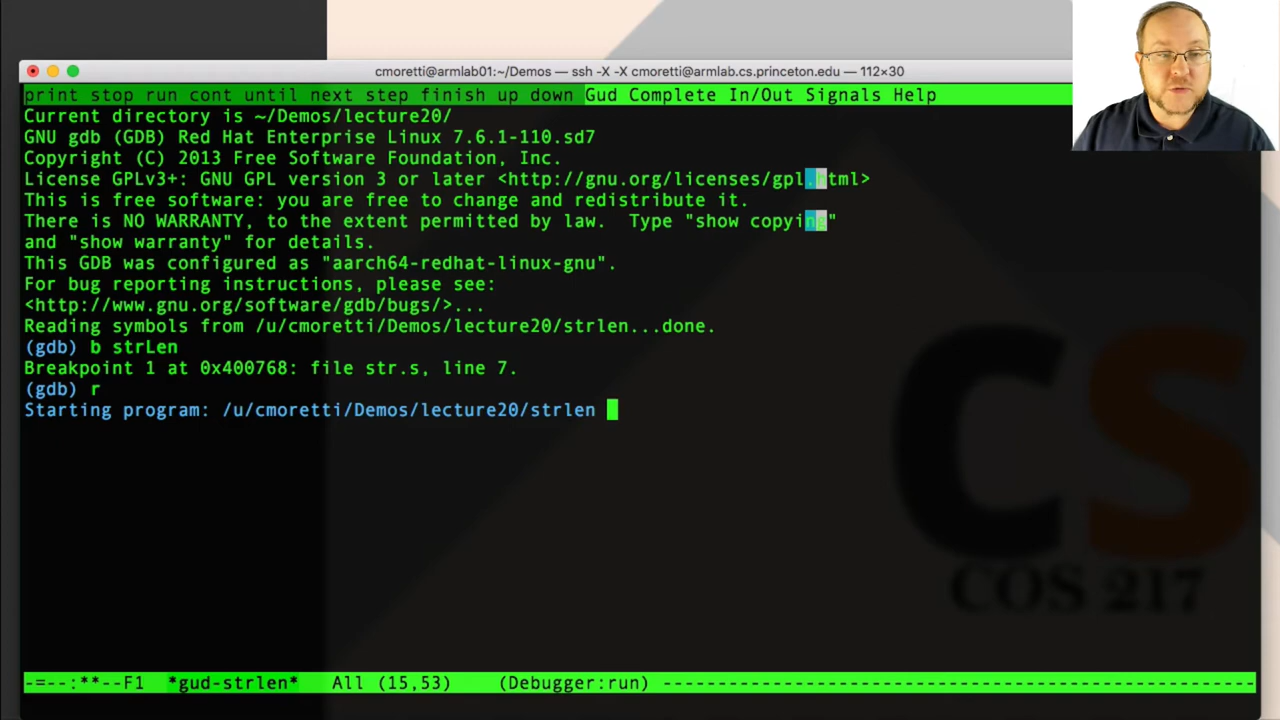 cmoretti@armlab01:~/Demos — ssh -X -X cmoretti@armlab.cs.princeton.edu — 112×30
print stop run cont until next step finish up down Gud Complete In/Out Signals Help
Current directory is ~/Demos/lecture20/
GNU gdb (GDB) Red Hat Enterprise Linux 7.6.1-110.sd7
Copyright (C) 2013 Free Software Foundation, Inc.
License GPLv3+: GNU GPL version 3 or later <http://gnu.org/licenses/gpl.html>
This is free software: you are free to change and redistribute it.
There is NO WARRANTY, to the extent permitted by law.  Type "show copying"
and "show warranty" for details.
This GDB was configured as "aarch64-redhat-linux-gnu".
For bug reporting instructions, please see:
<http://www.gnu.org/software/gdb/bugs/>...
Reading symbols from /u/cmoretti/Demos/lecture20/strlen...done.
(gdb) b strLen
Breakpoint 1 at 0x400768: file str.s, line 7.
(gdb) r
Starting program: /u/cmoretti/Demos/lecture20/strlen
CS
COS 217
-=--:**--F1  *gud-strlen*   All (15,53)    (Debugger:run) ------------------------------------------------------